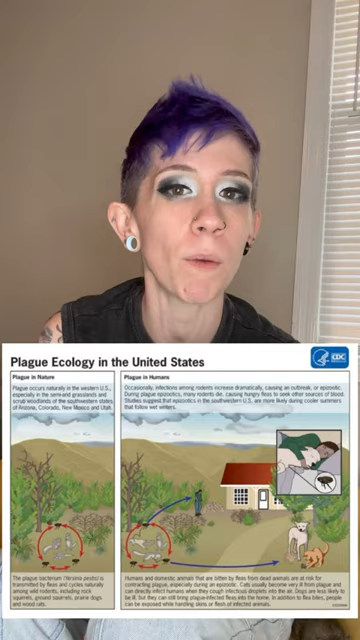 Plague Ecology in the United States
CDC
Plague in Nature
Plague occurs naturally in the western U.S.,
especially in the semi-arid grasslands and
scrub woodlands of the southwestern states
of Arizona, Colorado, New Mexico and Utah.
The plague bacterium (Yersinia pestis) is
transmitted by fleas and cycles naturally
among wild rodents, including rock
squirrels, ground squirrels, prairie dogs
and wood rats.
Plague in Humans
Occasionally, infections among rodents increase dramatically, causing an outbreak, or epizootic.
During plague epizootics, many rodents die, causing hungry fleas to seek other sources of blood.
Studies suggest that epizootics in the southwestern U.S. are more likely during cooler summers
that follow wet winters.
Humans and domestic animals that are bitten by fleas from dead animals are at risk for
contracting plague, especially during an epizootic. Cats usually become very ill from plague and
can directly infect humans when they cough infectious droplets into the air. Dogs are less likely to
be ill, but they can still bring plague-infected fleas into the home. In addition to flea bites, people
can be exposed while handling skins or flesh of infected animals.